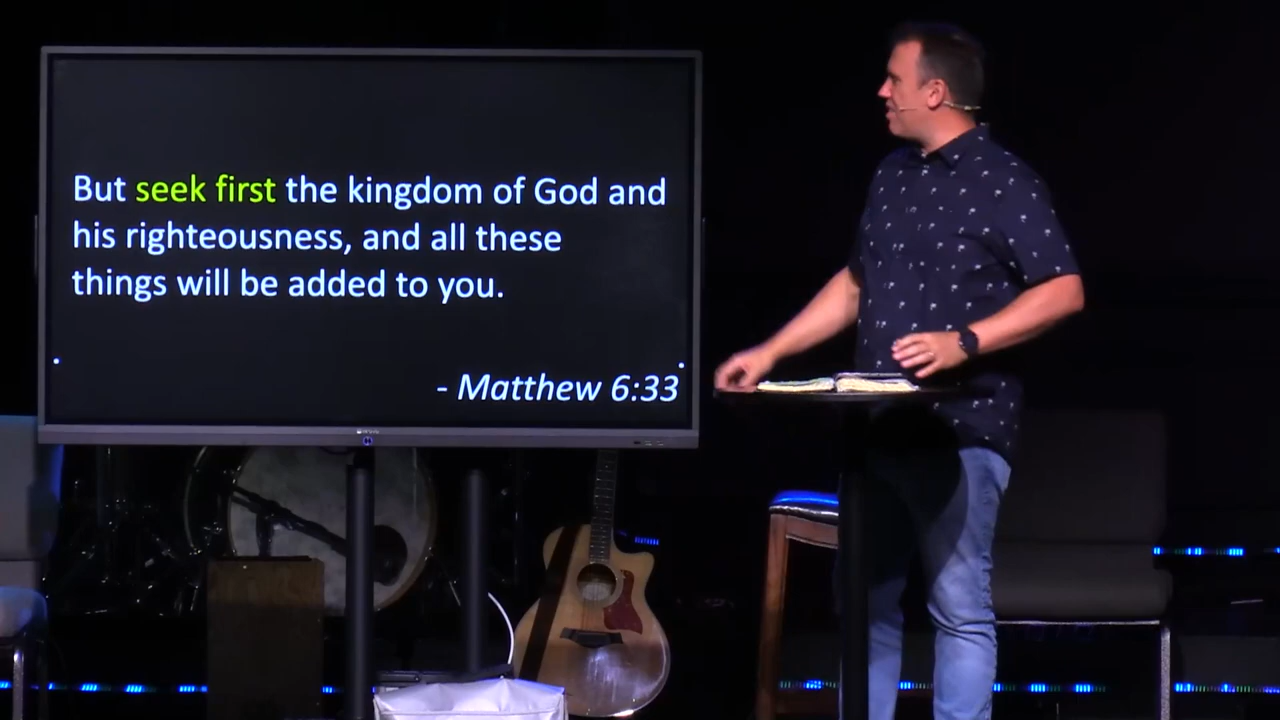 But seek first the kingdom of God and
his righteousness, and all these
things will be added to you.
- Matthew 6:33